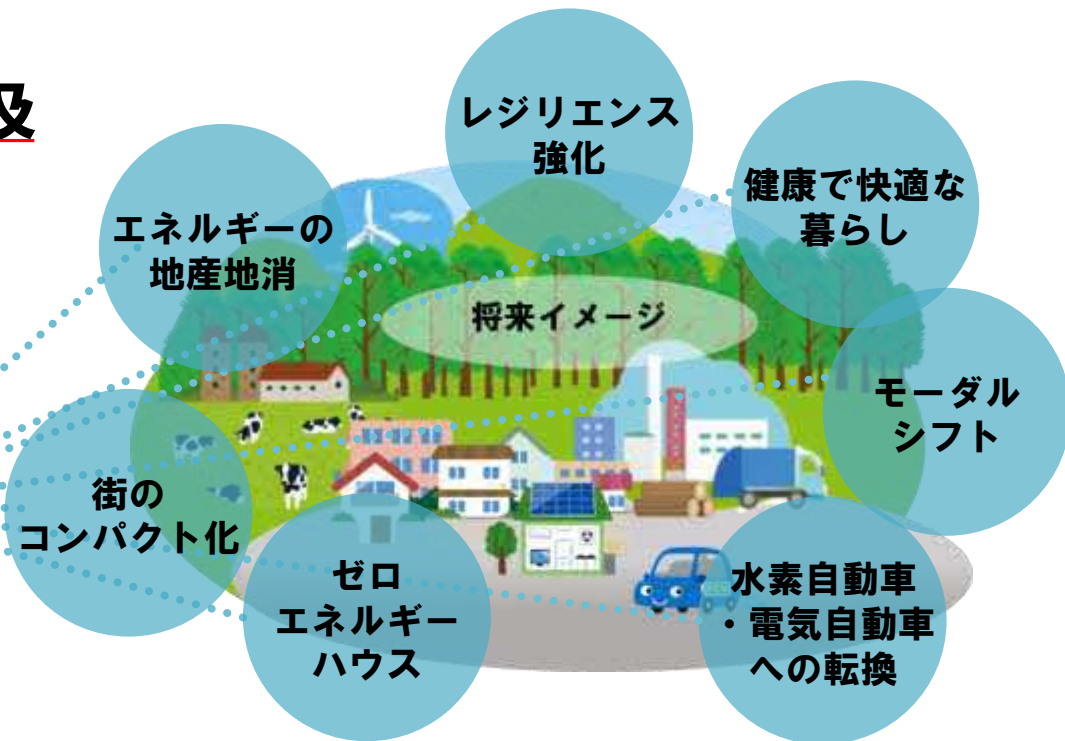 及
レジリエンス
強化
健康で快適な
暮らし
エネルギーの
地産地消
将来イメージ
モーダル
シフト
街の
コンパクト化
ゼロ
エネルギー
ハウス
水素自動車
・電気自動車
への転換